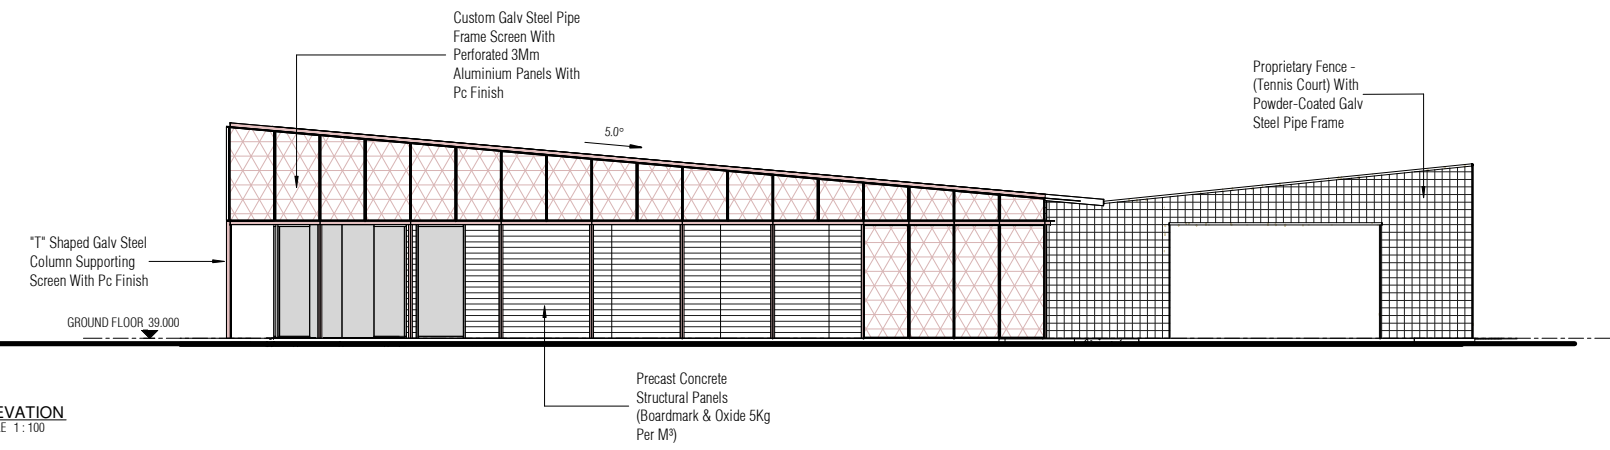 Custom Galv Steel Pipe
Frame Screen With
Perforated 3Mm
Aluminium Panels With
Pc Finish
Proprietary Fence -
(Tennis Court) With
Powder-Coated Galv
Steel Pipe Frame
5.0°
"T" Shaped Galv Steel
Column Supporting
Screen With Pc Finish
GROUND FLOOR 39.000
Precast Concrete
Structural Panels
(Boardmark & Oxide 5Kg
Per M³)
EVATION
E 1 : 100